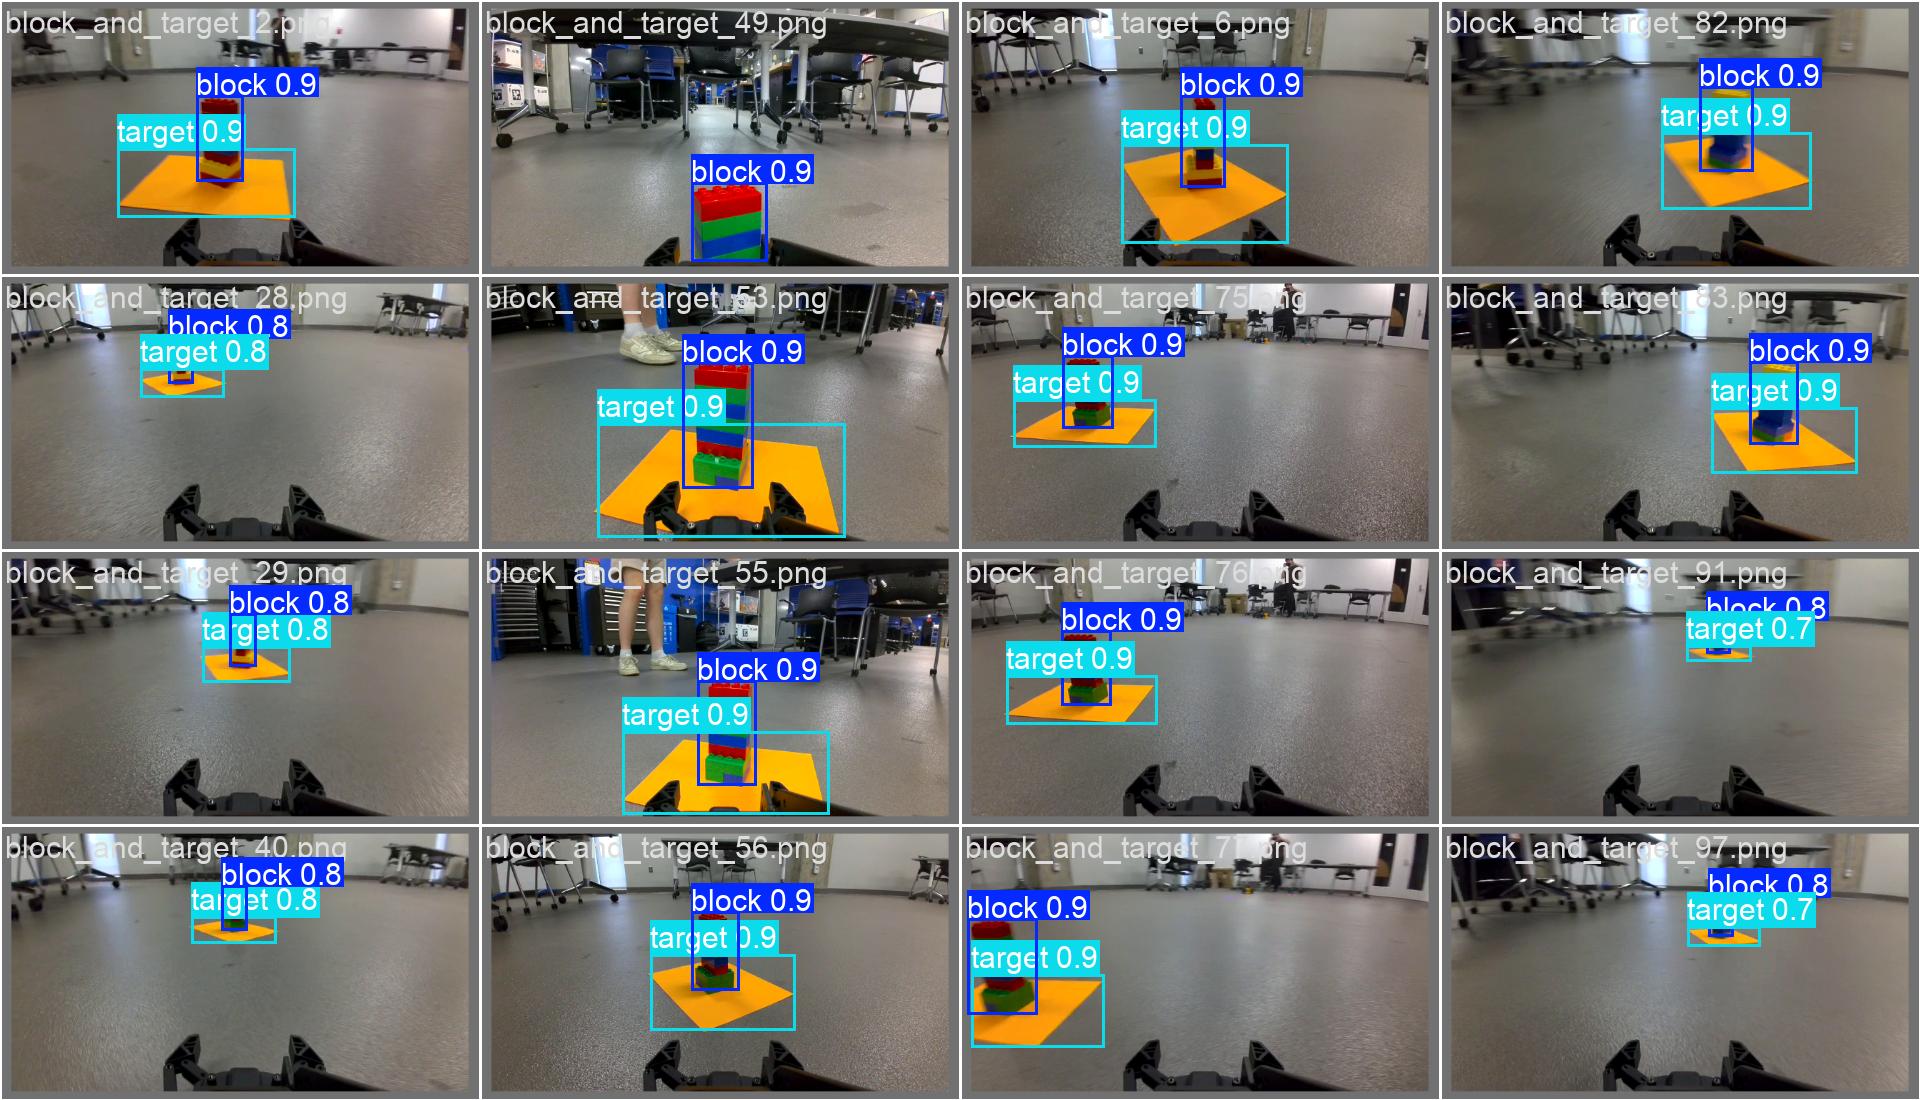 block_and_target_2.png
block 0.9
target 0.9
block_and_target_49.png
block 0.9
block_and_target_6.png
block 0.9
target 0.9
block_and_target_82.png
block 0.9
target 0.9
block_and_target_28.png
block 0.8
target 0.8
block_and_target_53.png
block 0.9
target 0.9
block_and_target_75.png
block 0.9
target 0.9
block_and_target_83.png
block 0.9
target 0.9
block_and_target_29.png
block 0.8
target 0.8
block_and_target_55.png
block 0.9
target 0.9
block_and_target_76.png
block 0.9
target 0.9
block_and_target_91.png
block 0.8
target 0.7
block_and_target_40.png
block 0.8
target 0.8
block_and_target_56.png
block 0.9
target 0.9
block_and_target_77.png
block 0.9
target 0.9
block_and_target_97.png
block 0.8
target 0.7